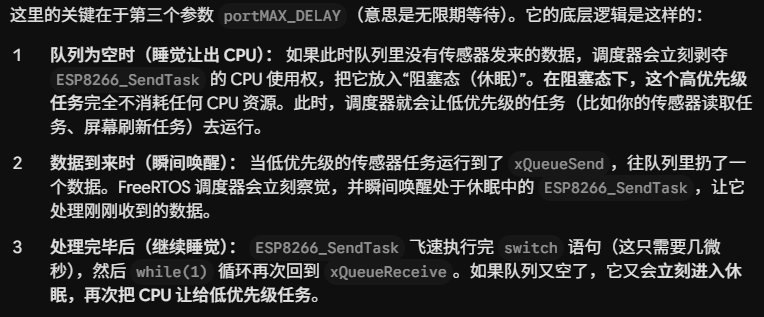 这里的关键在于第三个参数 portMAX_DELAY（意思是无限期等待）。它的底层逻辑是这样的：
1 队列为空时（睡觉让出 CPU）： 如果此时队列里没有传感器发来的数据，调度器会立刻剥夺
ESP8266_SendTask 的 CPU 使用权，把它放入“阻塞态（休眠）”。在阻塞态下，这个高优先级
任务完全不消耗任何 CPU 资源。此时，调度器就会让低优先级的任务（比如你的传感器读取任
务、屏幕刷新任务）去运行。
2 数据到来时（瞬间唤醒）： 当低优先级的传感器任务运行到了 xQueueSend，往队列里扔了一
个数据。FreeRTOS 调度器会立刻察觉，并瞬间唤醒处于休眠中的 ESP8266_SendTask，让它
处理刚刚收到的数据。
3 处理完毕后（继续睡觉）： ESP8266_SendTask 飞速执行完 switch 语句（这只需要几微
秒），然后 while(1) 循环再次回到 xQueueReceive。如果队列又空了，它又会立刻进入休
眠，再次把 CPU 让给低优先级任务。